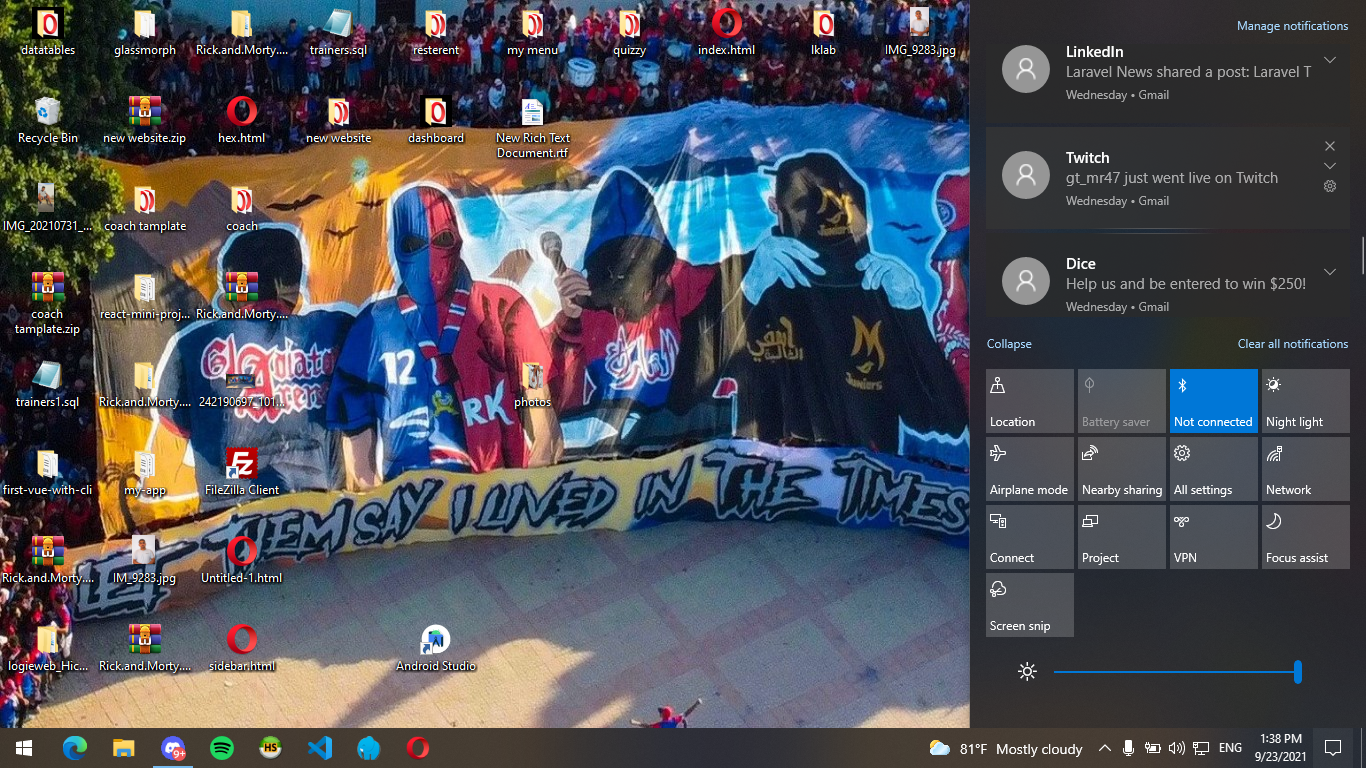 datatables
glassmorph
Rick.and.Morty....
trainers.sql
resterent
my menu
quizzy
index.html
lklab
IMG_9283.jpg
Recycle Bin
new website.zip
hex.html
new website
dashboard
New Rich Text
Document.rtf
IMG_20210731_...
coach tamplate
coach
coach
tamplate.zip
react-mini-proj...
Rick.and.Morty....
trainers1.sql
Rick.and.Morty....
242190697_101...
photos
first-vue-with-cli
my-app
FileZilla Client
Rick.and.Morty....
IM_9283.jpg
Untitled-1.html
logieweb_Hic...
Rick.and.Morty....
sidebar.html
Android Studio
12
RK
Juniors
Juniors
LET THEM SAY I LIVED IN THE TIMES
Manage notifications
LinkedIn
Laravel News shared a post: Laravel T
Wednesday • Gmail
Twitch
gt_mr47 just went live on Twitch
Wednesday • Gmail
Dice
Help us and be entered to win $250!
Wednesday • Gmail
Collapse
Clear all notifications
Location
Battery saver
Not connected
Night light
Airplane mode
Nearby sharing
All settings
Network
Connect
Project
VPN
Focus assist
Screen snip
9+
HS
81°F Mostly cloudy
ENG
1:38 PM
9/23/2021